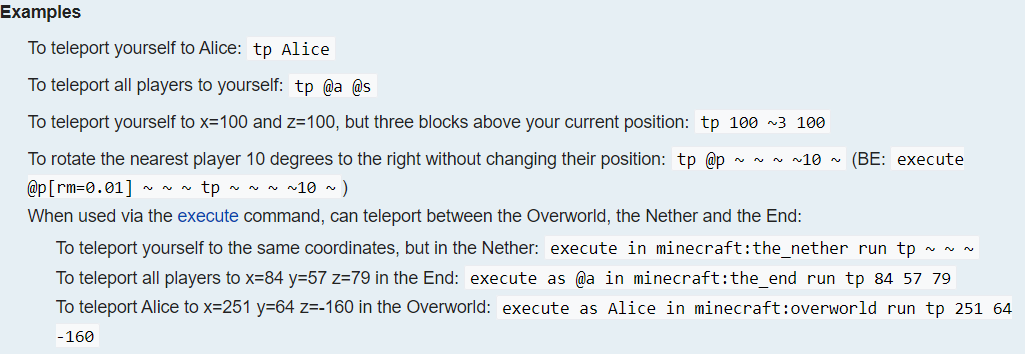 Examples
To teleport yourself to Alice: tp Alice
To teleport all players to yourself: tp @a @s
To teleport yourself to x=100 and z=100, but three blocks above your current position: tp 100 ~3 100
To rotate the nearest player 10 degrees to the right without changing their position: tp @p ~ ~ ~ ~10 ~ (BE: execute
@p[rm=0.01] ~ ~ ~ tp ~ ~ ~ ~10 ~ )
When used via the execute command, can teleport between the Overworld, the Nether and the End:
To teleport yourself to the same coordinates, but in the Nether: execute in minecraft:the_nether run tp ~ ~ ~
To teleport all players to x=84 y=57 z=79 in the End: execute as @a in minecraft:the_end run tp 84 57 79
To teleport Alice to x=251 y=64 z=-160 in the Overworld: execute as Alice in minecraft:overworld run tp 251 64
-160